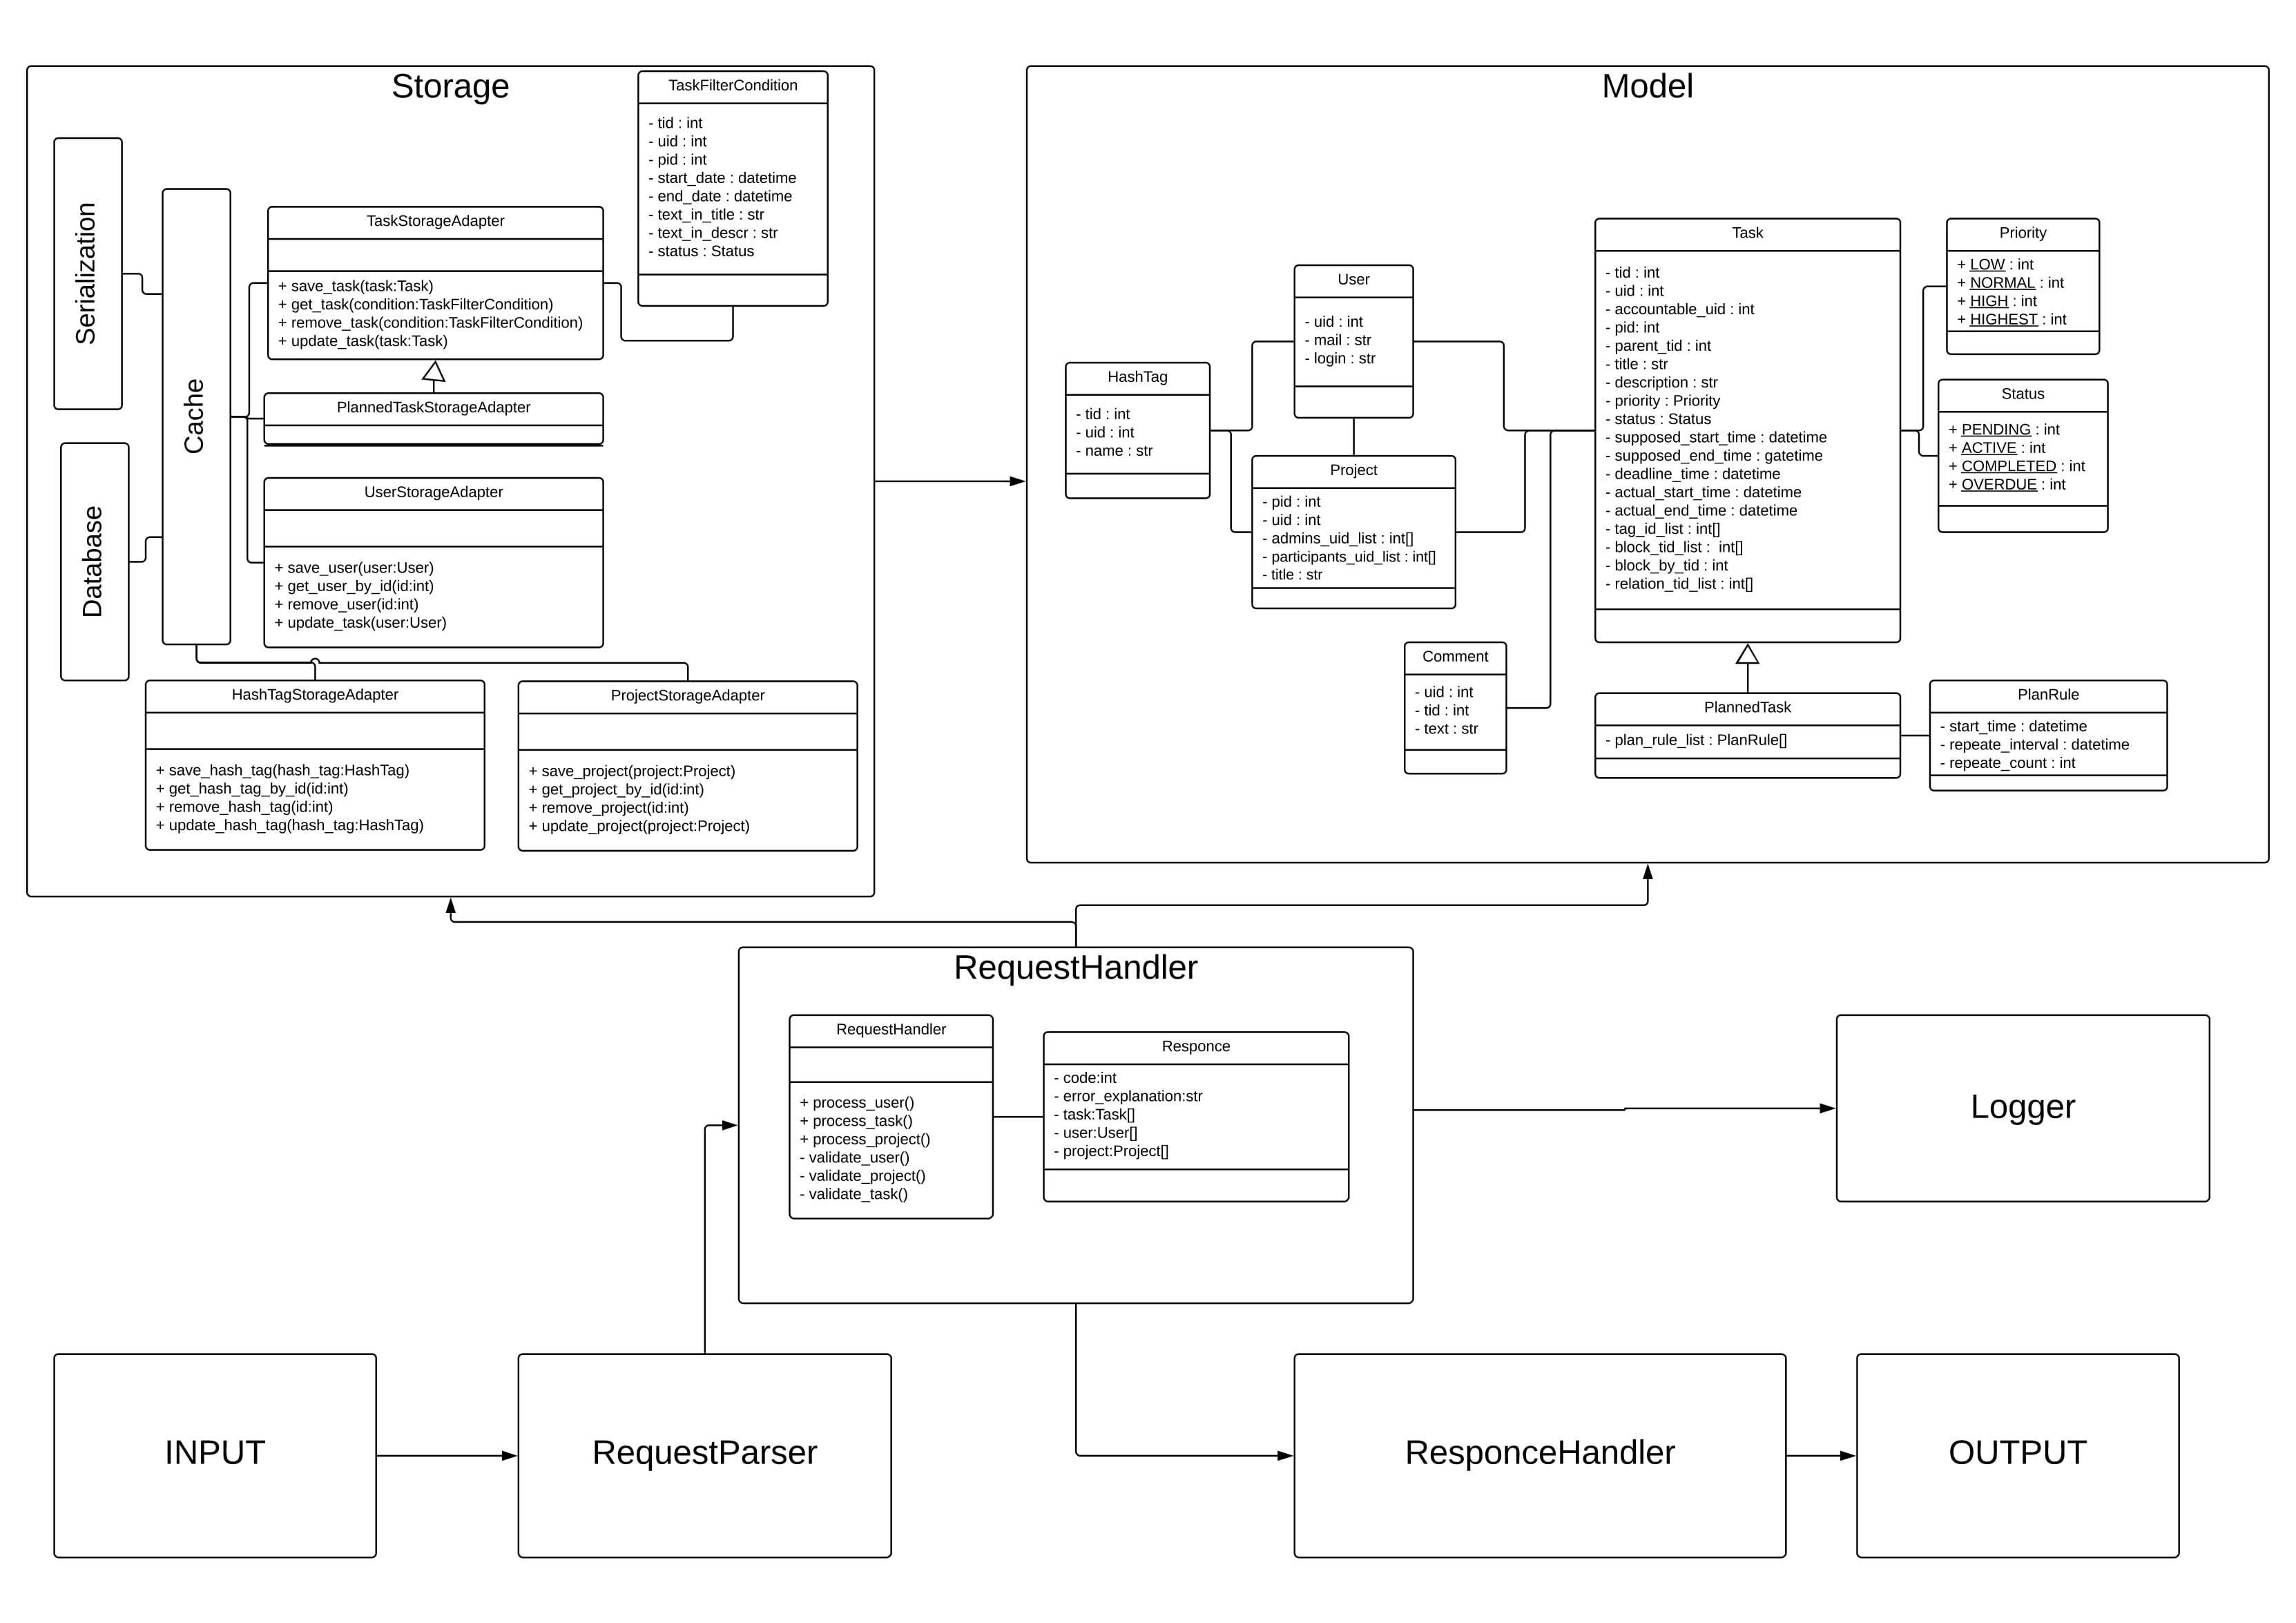 Storage
TaskFilterCondition
- tid : int
- uid : int
- pid : int
- start_date : datetime
- end_date : datetime
- text_in_title : str
- text_in_descr : str
- status : Status
Serialization
Cache
Database
TaskStorageAdapter
+ save_task(task:Task)
+ get_task(condition:TaskFilterCondition)
+ remove_task(condition:TaskFilterCondition)
+ update_task(task:Task)
PlannedTaskStorageAdapter
UserStorageAdapter
+ save_user(user:User)
+ get_user_by_id(id:int)
+ remove_user(id:int)
+ update_task(user:User)
HashTagStorageAdapter
+ save_hash_tag(hash_tag:HashTag)
+ get_hash_tag_by_id(id:int)
+ remove_hash_tag(id:int)
+ update_hash_tag(hash_tag:HashTag)
ProjectStorageAdapter
+ save_project(project:Project)
+ get_project_by_id(id:int)
+ remove_project(id:int)
+ update_project(project:Project)
Model
HashTag
- tid : int
- uid : int
- name : str
User
- uid : int
- mail : str
- login : str
Project
- pid : int
- uid : int
- admins_uid_list : int[]
- participants_uid_list : int[]
- title : str
Comment
- uid : int
- tid : int
- text : str
Task
- tid : int
- uid : int
- accountable_uid : int
- pid: int
- parent_tid : int
- title : str
- description : str
- priority : Priority
- status : Status
- supposed_start_time : datetime
- supposed_end_time : gatetime
- deadline_time : datetime
- actual_start_time : datetime
- actual_end_time : datetime
- tag_id_list : int[]
- block_tid_list :  int[]
- block_by_tid : int
- relation_tid_list : int[]
Priority
+ LOW : int
+ NORMAL : int
+ HIGH : int
+ HIGHEST : int
Status
+ PENDING : int
+ ACTIVE : int
+ COMPLETED : int
+ OVERDUE : int
PlannedTask
- plan_rule_list : PlanRule[]
PlanRule
- start_time : datetime
- repeate_interval : datetime
- repeate_count : int
RequestHandler
RequestHandler
+ process_user()
+ process_task()
+ process_project()
- validate_user()
- validate_project()
- validate_task()
Responce
- code:int
- error_explanation:str
- task:Task[]
- user:User[]
- project:Project[]
Logger
INPUT
RequestParser
ResponceHandler
OUTPUT